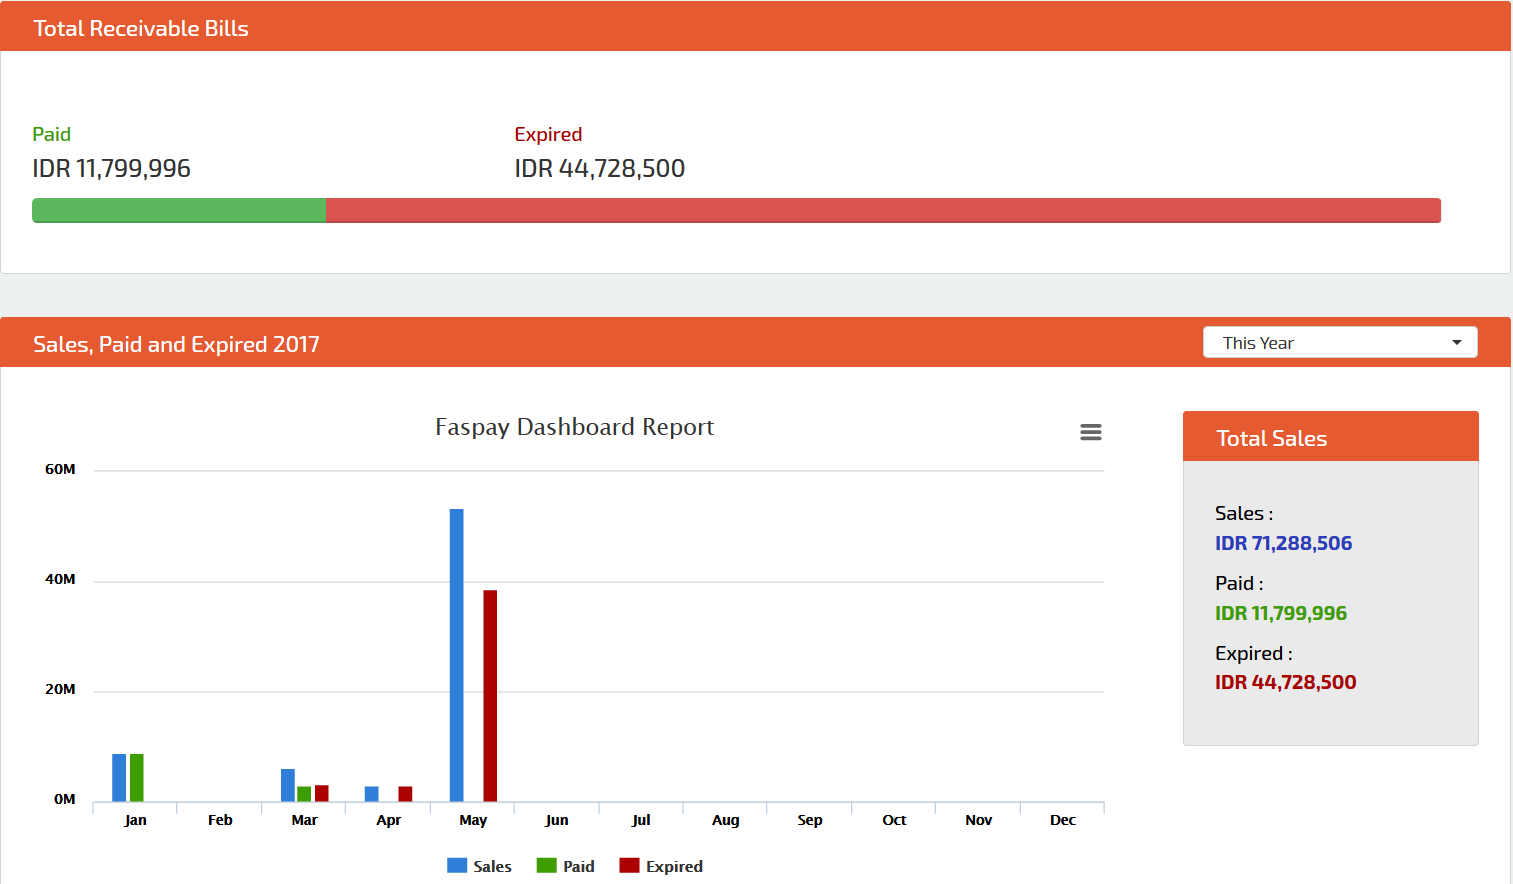 Total Receivable Bills
Paid
Expired
IDR 11,799,996
IDR 44,728,500
Sales, Paid and Expired 2017
This Year
Faspay Dashboard Report
60M
40M
20M
0M
Jan Feb Mar Apr May Jun Jul Aug Sep Oct Nov Dec
Sales Paid Expired
Total Sales
Sales :
IDR 71,288,506
Paid :
IDR 11,799,996
Expired :
IDR 44,728,500